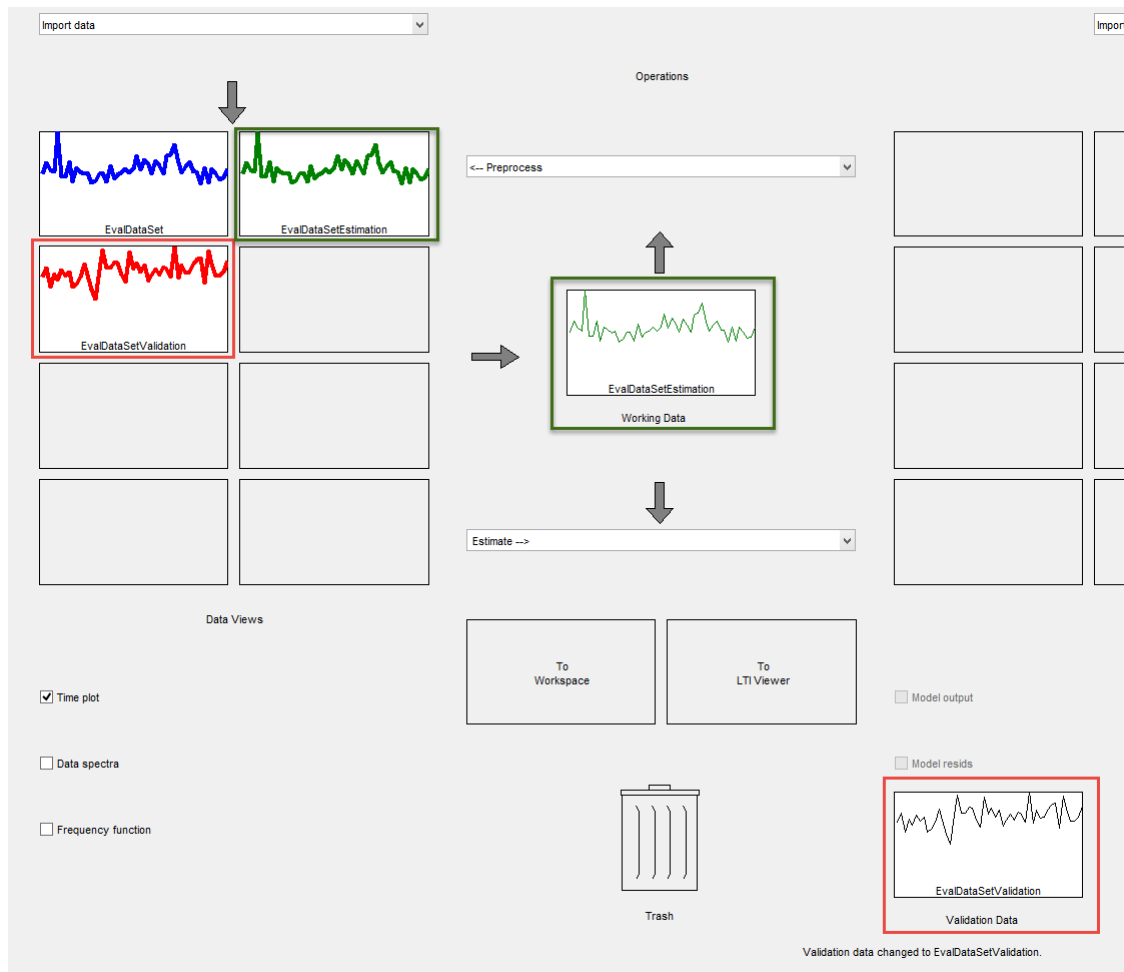 Import data
Import
Operations
<-- Preprocess
EvalDataSet
EvalDataSetEstimation
EvalDataSetValidation
EvalDataSetEstimation
Working Data
Estimate -->
Data Views
To
Workspace
To
LTI Viewer
Time plot
Model output
Data spectra
Model resids
Frequency function
EvalDataSetValidation
Trash
Validation Data
Validation data changed to EvalDataSetValidation.